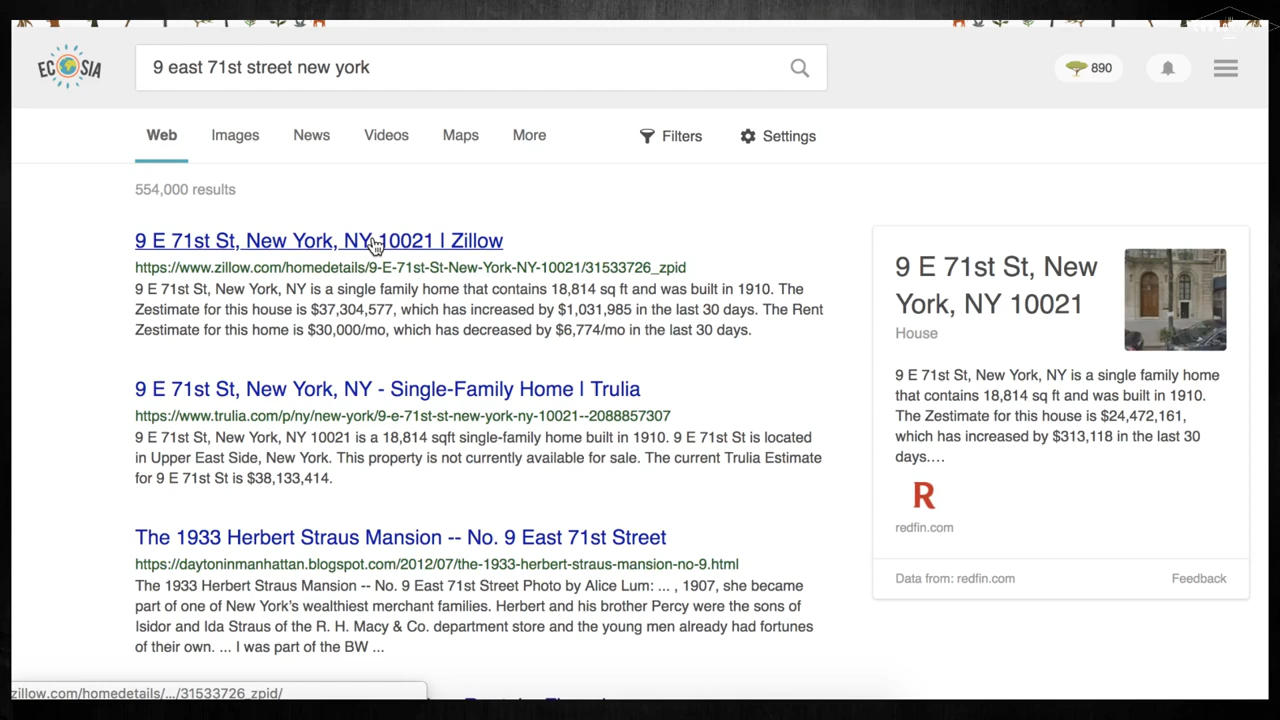 ECOSIA
9 east 71st street new york
890
Web Images News Videos Maps More Filters Settings
554,000 results
9 E 71st St, New York, NY 10021 | Zillow
https://www.zillow.com/homedetails/9-E-71st-St-New-York-NY-10021/31533726_zpid
9 E 71st St, New York, NY is a single family home that contains 18,814 sq ft and was built in 1910. The
Zestimate for this house is $37,304,577, which has increased by $1,031,985 in the last 30 days. The Rent
Zestimate for this home is $30,000/mo, which has decreased by $6,774/mo in the last 30 days.
9 E 71st St, New York, NY - Single-Family Home | Trulia
https://www.trulia.com/p/ny/new-york/9-e-71st-st-new-york-ny-10021--2088857307
9 E 71st St, New York, NY 10021 is a 18,814 sqft single-family home built in 1910. 9 E 71st St is located
in Upper East Side, New York. This property is not currently available for sale. The current Trulia Estimate
for 9 E 71st St is $38,133,414.
The 1933 Herbert Straus Mansion -- No. 9 East 71st Street
https://daytoninmanhattan.blogspot.com/2012/07/the-1933-herbert-straus-mansion-no-9.html
The 1933 Herbert Straus Mansion -- No. 9 East 71st Street Photo by Alice Lum: ... , 1907, she became
part of one of New York's wealthiest merchant families. Herbert and his brother Percy were the sons of
Isidor and Ida Straus of the R. H. Macy & Co. department store and the young men already had fortunes
of their own. ... I was part of the BW ...
9 E 71st St, New
York, NY 10021
House
9 E 71st St, New York, NY is a single family home
that contains 18,814 sq ft and was built in 1910.
The Zestimate for this house is $24,472,161,
which has increased by $313,118 in the last 30
days....
R
redfin.com
Data from: redfin.com Feedback
zillow.com/homedetails/.../31533726_zpid/